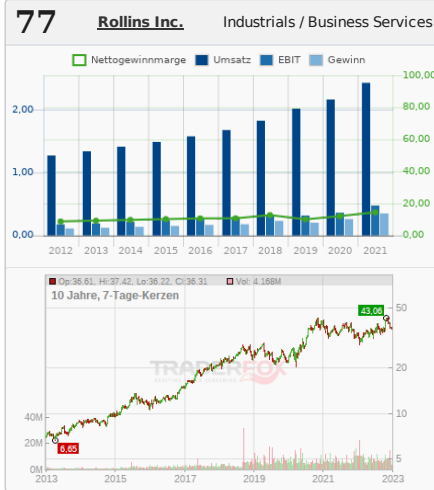 77 Rollins Inc. Industrials / Business Services
Nettogewinnmarge Umsatz EBIT Gewinn
100,00
2,00 80,00
60,00
1,00 40,00
20,00
0,00 0,00
2012 2013 2014 2015 2016 2017 2018 2019 2020 2021
Op:36.61, Hi:37.42, Lo:36.22, Cl:36.31 Vol: 4.168M
10 Jahre, 7-Tage-Kerzen
43,06
50
TRADERFOX
20
40M 10
20M 6,65
5
0M
2013 2015 2017 2019 2021 2023